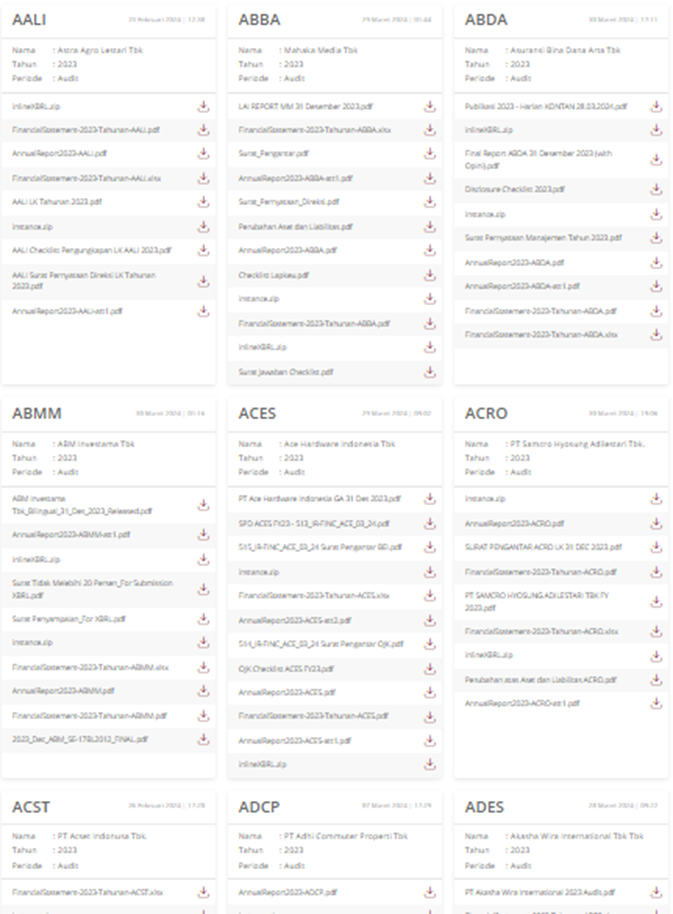 AALI
23 Februari 2024 | 12:38
Nama : Astra Agro Lestari Tbk
Tahun : 2023
Periode : Audit
inlineXBRL.zip
FinancialStatement-2023-Tahunan-AALI.pdf
AnnualReport2023-AALI.pdf
FinancialStatement-2023-Tahunan-AALI.xlsx
AALI LK Tahunan 2023.pdf
instance.zip
AALI Checklist Pengungkapan LK AALI 2023.pdf
AALI Surat Pernyataan Direksi LK Tahunan
2023.pdf
AnnualReport2023-AALI-att1.pdf
ABBA
29 Maret 2024 | 01:44
Nama : Mahaka Media Tbk
Tahun : 2023
Periode : Audit
LAI REPORT MM 31 Desember 2023.pdf
FinancialStatement-2023-Tahunan-ABBA.xlsx
Surat_Pengantar.pdf
AnnualReport2023-ABBA-att1.pdf
Surat_Pernyataan_Direksi.pdf
Perubahan Aset dan Liabilitas.pdf
AnnualReport2023-ABBA.pdf
Checklist Lapkeu.pdf
instance.zip
FinancialStatement-2023-Tahunan-ABBA.pdf
inlineXBRL.zip
Surat Jawaban Checklist.pdf
ABDA
30 Maret 2024 | 17:11
Nama : Asuransi Bina Dana Arta Tbk
Tahun : 2023
Periode : Audit
Publikasi 2023 - Harian KONTAN 28.03.2024.pdf
inlineXBRL.zip
Final Report ABDA 31 Desember 2023 (with
Opini).pdf
Disclosure Checklist 2023.pdf
instance.zip
Surat Pernyataan Manajemen Tahun 2023.pdf
AnnualReport2023-ABDA.pdf
AnnualReport2023-ABDA-att1.pdf
FinancialStatement-2023-Tahunan-ABDA.pdf
FinancialStatement-2023-Tahunan-ABDA.xlsx
ABMM
30 Maret 2024 | 01:16
Nama : ABM Investama Tbk
Tahun : 2023
Periode : Audit
ABM Investama
Tbk_Bilingual_31_Des_2023_Released.pdf
AnnualReport2023-ABMM-att1.pdf
inlineXBRL.zip
Surat Tidak Melebihi 20 Persen_For Submission
XBRL.pdf
Surat Penyampaian_For XBRL.pdf
instance.zip
FinancialStatement-2023-Tahunan-ABMM.xlsx
AnnualReport2023-ABMM.pdf
FinancialStatement-2023-Tahunan-ABMM.pdf
2023_Dec_ABM_SE-17BL2012_FINAL.pdf
ACES
29 Maret 2024 | 09:02
Nama : Ace Hardware Indonesia Tbk
Tahun : 2023
Periode : Audit
PT Ace Hardware Indonesia GA 31 Des 2023.pdf
SPD ACES FY23 - 513_IR-FINC_ACE_03_24.pdf
515_IR-FINC_ACE_03_24 Surat Pengantar BEI.pdf
instance.zip
FinancialStatement-2023-Tahunan-ACES.xlsx
AnnualReport2023-ACES-att2.pdf
514_IR-FINC_ACE_03_24 Surat Pengantar OJK.pdf
OJK Checklist ACES FY23.pdf
AnnualReport2023-ACES.pdf
FinancialStatement-2023-Tahunan-ACES.pdf
AnnualReport2023-ACES-att1.pdf
inlineXBRL.zip
ACRO
30 Maret 2024 | 15:06
Nama : PT Samcro Hyosung Adilestari Tbk.
Tahun : 2023
Periode : Audit
instance.zip
AnnualReport2023-ACRO.pdf
SURAT PENGANTAR ACRO LK 31 DEC 2023.pdf
FinancialStatement-2023-Tahunan-ACRO.pdf
PT SAMCRO HYOSUNG ADILESTARI TBK FY
2023.pdf
FinancialStatement-2023-Tahunan-ACRO.xlsx
inlineXBRL.zip
Perubahan atas Aset dan Liabilitas ACRO.pdf
AnnualReport2023-ACRO-att1.pdf
ACST
26 Februari 2024 | 17:20
Nama : PT Acset Indonusa Tbk.
Tahun : 2023
Periode : Audit
FinancialStatement-2023-Tahunan-ACST.xlsx
ADCP
07 Maret 2024 | 17:29
Nama : PT Adhi Commuter Properti Tbk
Tahun : 2023
Periode : Audit
AnnualReport2023-ADCP.pdf
ADES
28 Maret 2024 | 09:22
Nama : Akasha Wira International Tbk Tbk
Tahun : 2023
Periode : Audit
PT Akasha Wira International 2023 Audit.pdf